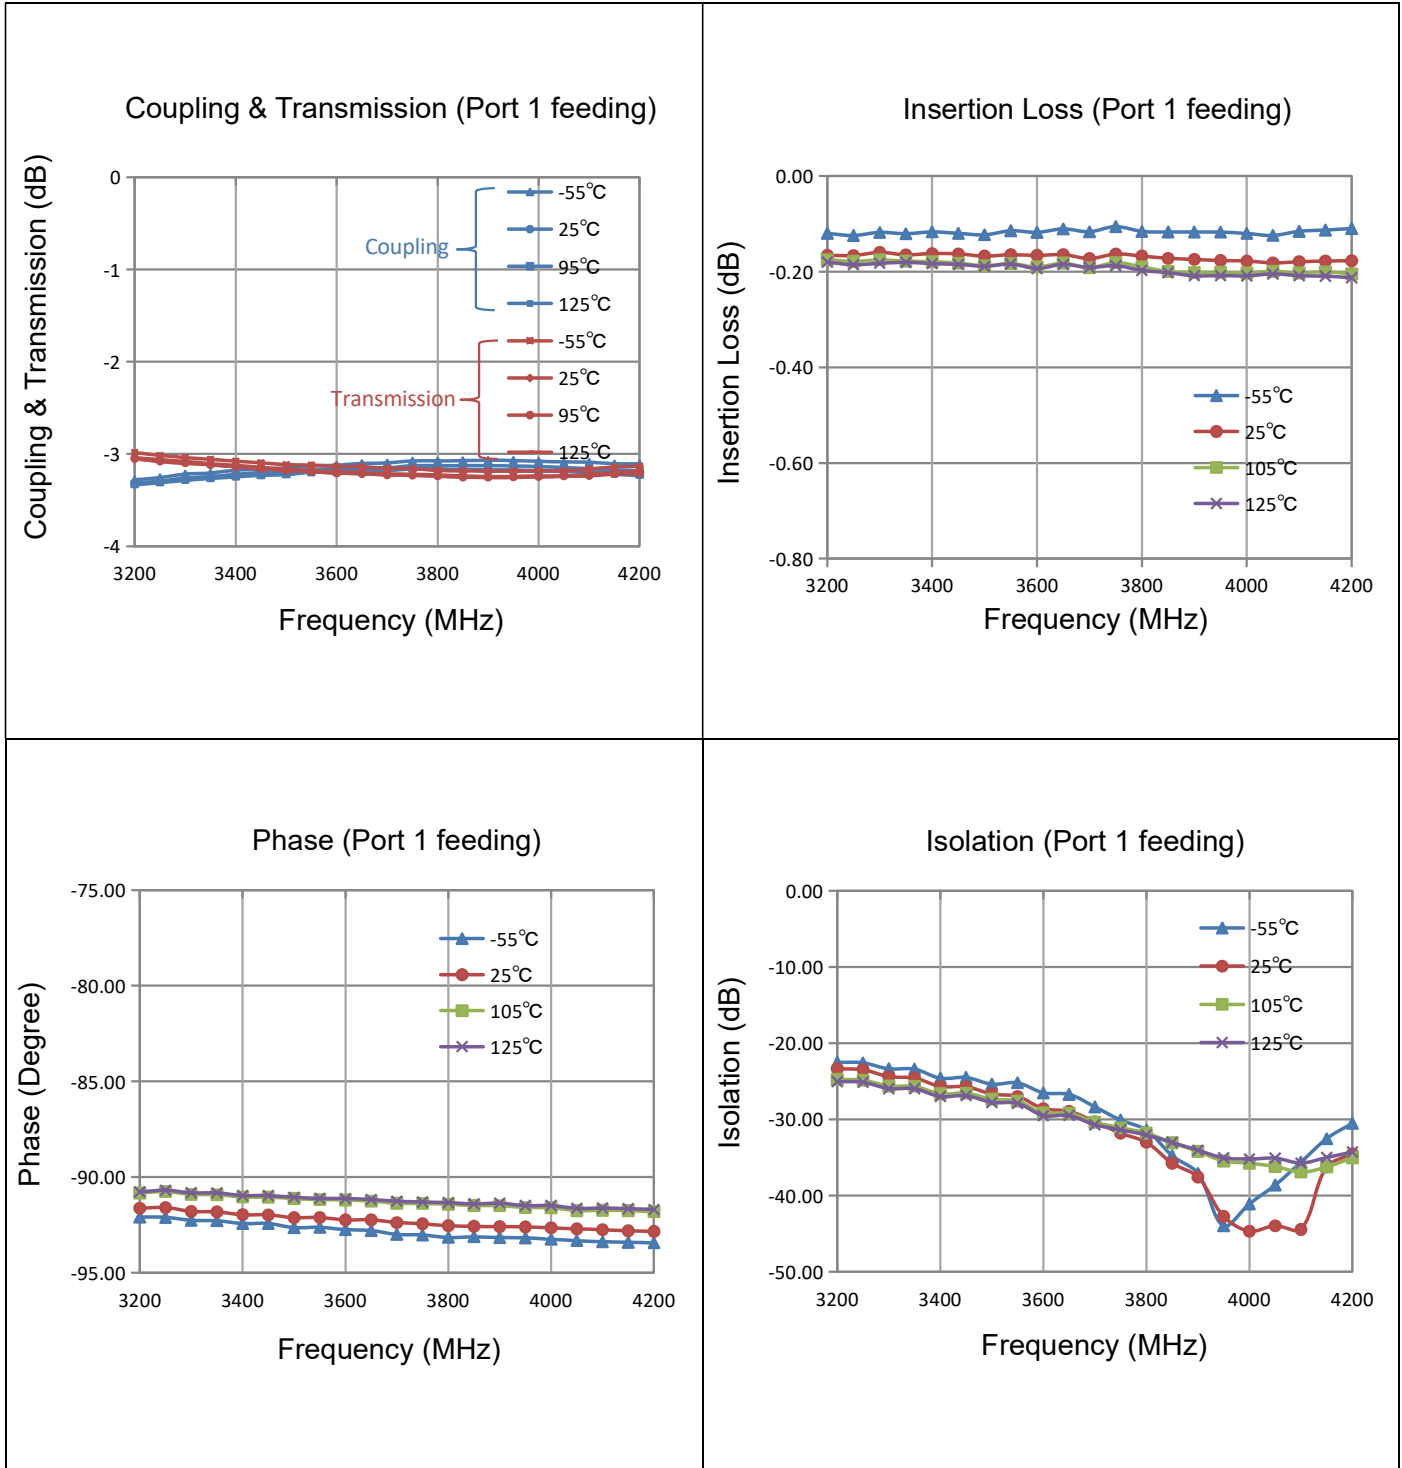 Coupling & Transmission (Port 1 feeding)
Coupling & Transmission (dB)
0
-1
-2
-3
-4
3200 3400 3600 3800 4000 4200
Frequency (MHz)
Coupling
-55℃
25℃
95℃
125℃
Transmission
-55℃
25℃
95℃
125℃
Insertion Loss (Port 1 feeding)
Insertion Loss (dB)
0.00
-0.20
-0.40
-0.60
-0.80
3200 3400 3600 3800 4000 4200
Frequency (MHz)
-55℃
25℃
105℃
125℃
Phase (Port 1 feeding)
Phase (Degree)
-75.00
-80.00
-85.00
-90.00
-95.00
3200 3400 3600 3800 4000 4200
Frequency (MHz)
-55℃
25℃
105℃
125℃
Isolation (Port 1 feeding)
Isolation (dB)
0.00
-10.00
-20.00
-30.00
-40.00
-50.00
3200 3400 3600 3800 4000 4200
Frequency (MHz)
-55℃
25℃
105℃
125℃